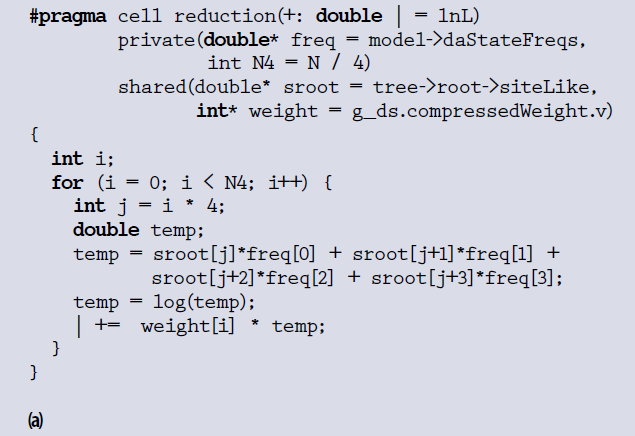 #pragma cell reduction(+: double | = lnL)
private(double* freq = model->daStateFreqs,
int N4 = N / 4)
shared(double* sroot = tree->root->siteLike,
int* weight = g_ds.compressedWeight.v)
{
int i;
for (i = 0; i < N4; i++) {
int j = i * 4;
double temp;
temp = sroot[j]*freq[0] + sroot[j+1]*freq[1] +
sroot[j+2]*freq[2] + sroot[j+3]*freq[3];
temp = log(temp);
| += weight[i] * temp;
}
}
(a)